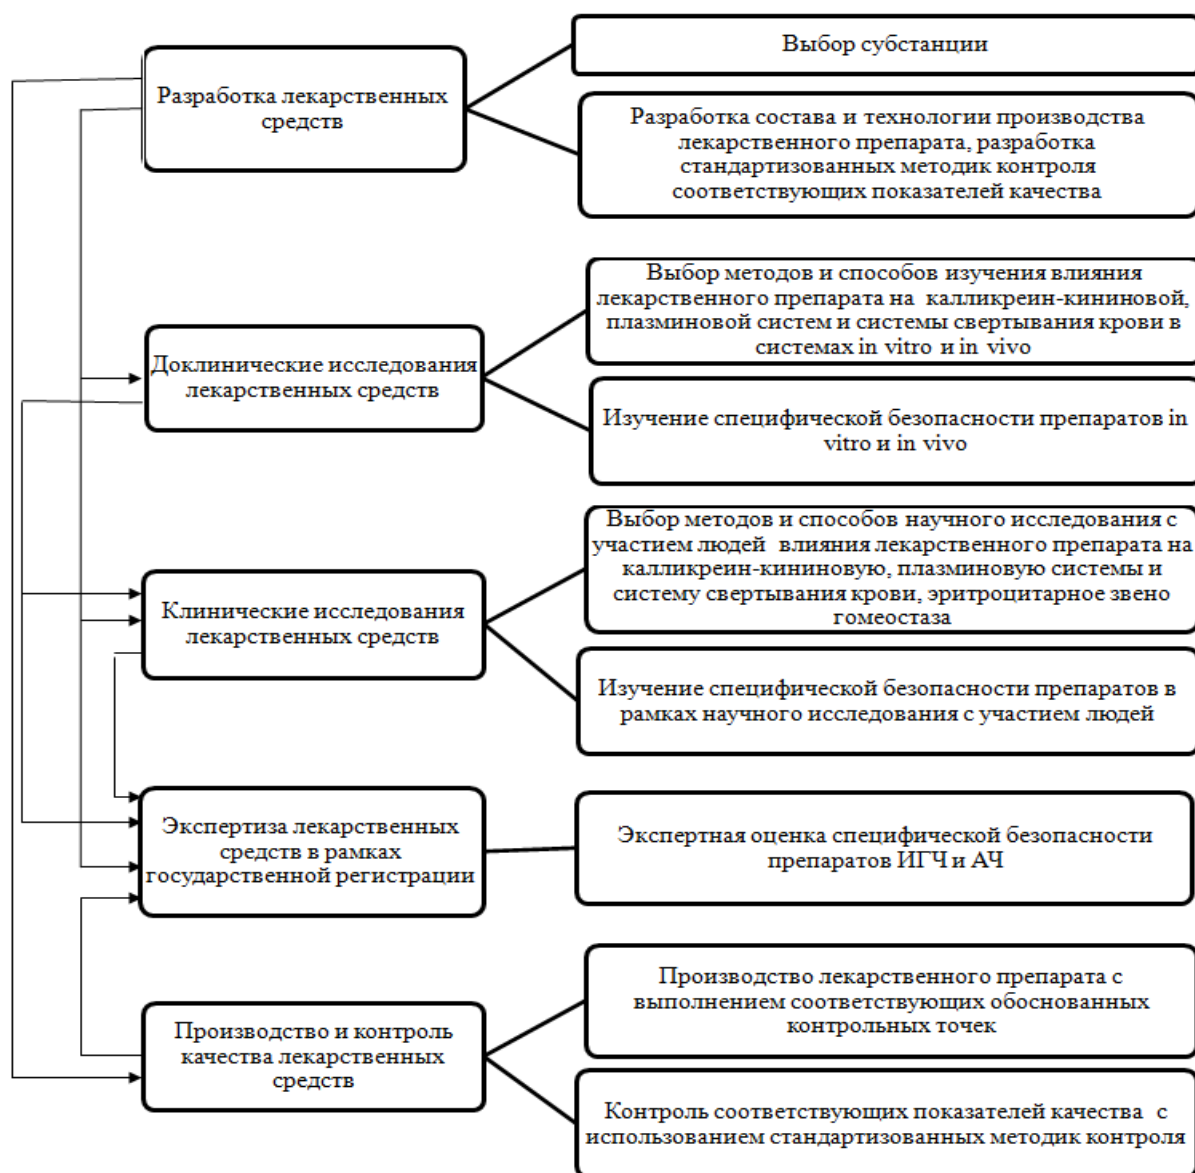 Выбор субстанции
Разработка лекарственных
средств
Разработка состава и технологии производства
лекарственного препарата, разработка
стандартизованных методик контроля
соответствующих показателей качества
Выбор методов и способов изучения влияния
лекарственного препарата на калликреин-кининовой,
плазминовой систем и системы свертывания крови в
системах in vitro и in vivo
Доклинические исследования
лекарственных средств
Изучение специфической безопасности препаратов in
vitro и in vivo
Выбор методов и способов научного исследования с
участием людей влияния лекарственного препарата на
калликреин-кининовую, плазминовую системы и
систему свертывания крови, эритроцитарное звено
гомеостаза
Клинические исследования
лекарственных средств
Изучение специфической безопасности препаратов в
рамках научного исследования с участием людей
Экспертиза лекарственных
средств в рамках
государственной регистрации
Экспертная оценка специфической безопасности
препаратов ИГЧ и АЧ
Производство лекарственного препарата с
выполнением соответствующих обоснованных
контрольных точек
Производство и контроль
качества лекарственных
средств
Контроль соответствующих показателей качества с
использованием стандартизованных методик контроля